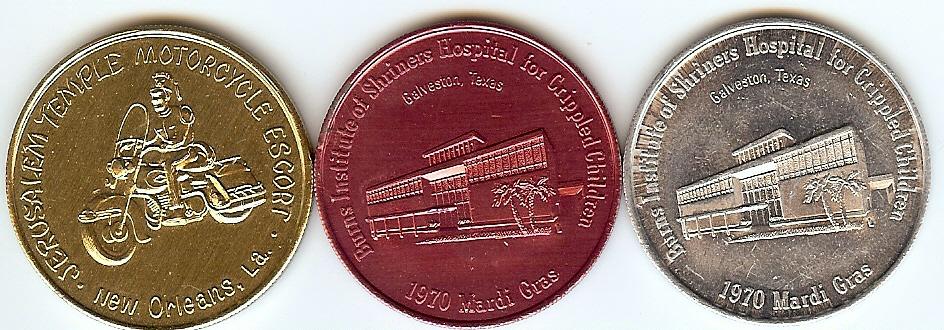 JERUSALEM TEMPLE MOTORCYCLE ESCORT
New Orleans, La.
Burns Institute of Shriners Hospital for Crippled Children
Galveston, Texas
1970 Mardi Gras
Burns Institute of Shriners Hospital for Crippled Children
Galveston, Texas
1970 Mardi Gras